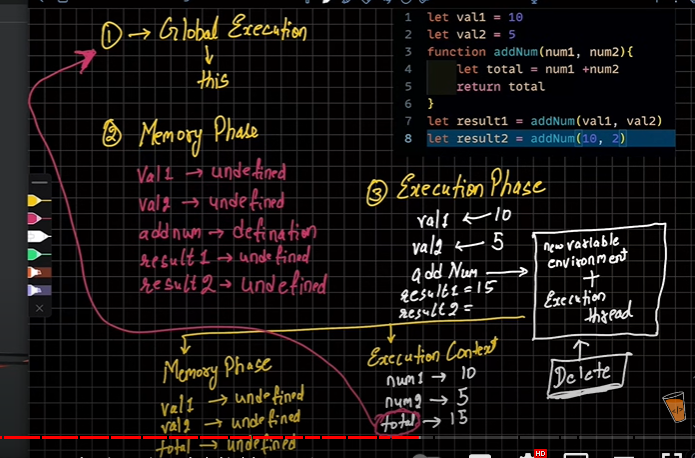 ① → Global Execution
this
② Memory Phase
val1 → undefined
val2 → undefined
addnum → defination
result 1 → undefined
result 2 → undefined
1 let val1 = 10
2 let val2 = 5
3 function addNum(num1, num2){
4 let total = num1 +num2
5 return total
6 }
7 let result1 = addNum(val1, val2)
8 let result2 = addNum(10, 2)
③ Execution Phase
val1 ← 10
val2 ← 5
add Num →
result1 = 15
result2 =
new variable
environment
+
Execution
thread
Delete
Memory Phase
val1 → undefined
val2 → undefined
total → undefined
Execution Context
num1 → 10
num2 → 5
total → 15
HD